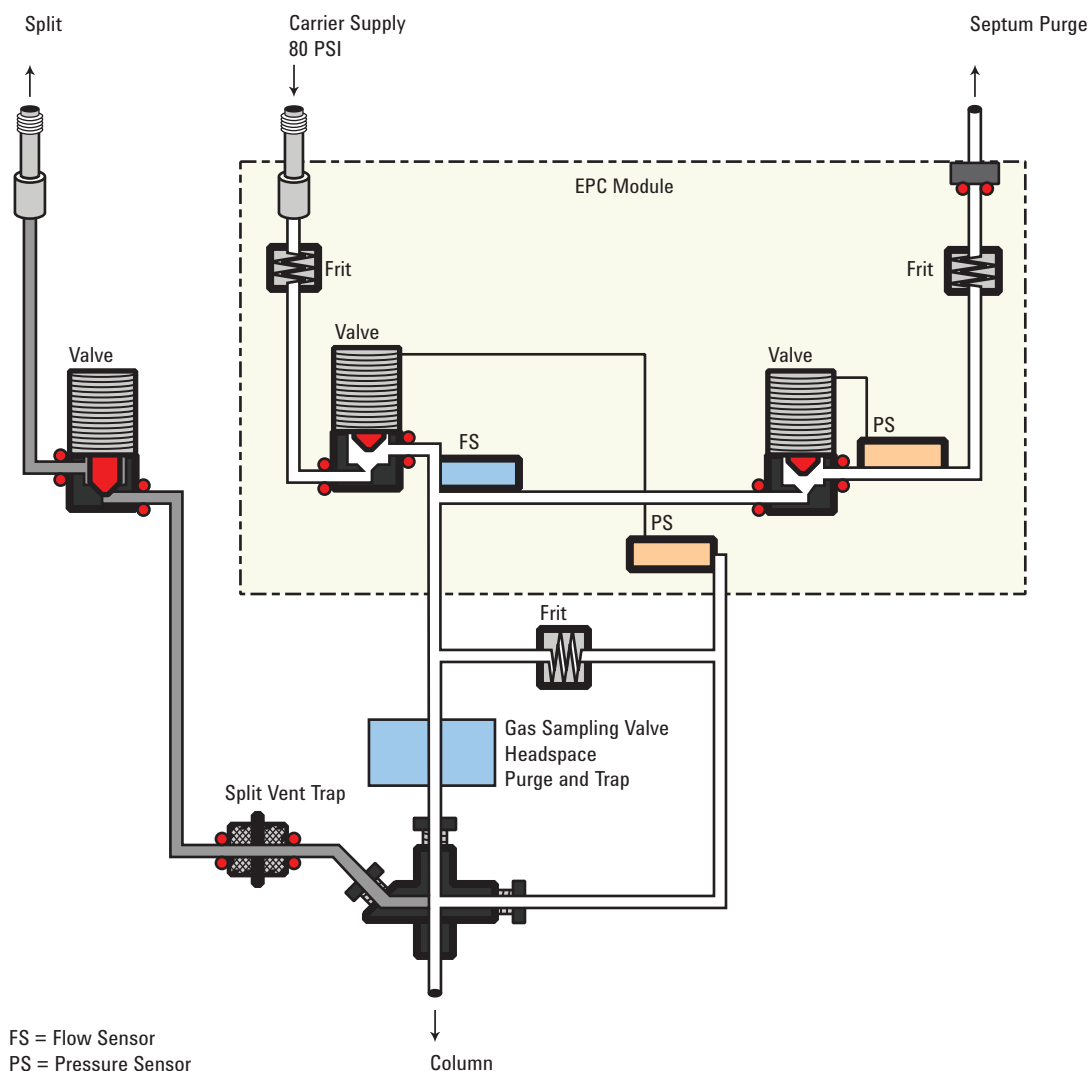 Split
Carrier Supply
80 PSI
Septum Purge
EPC Module
Frit
Frit
Valve
Valve
Valve
FS
PS
PS
Frit
Gas Sampling Valve
Headspace
Purge and Trap
Split Vent Trap
FS = Flow Sensor
PS = Pressure Sensor
Column